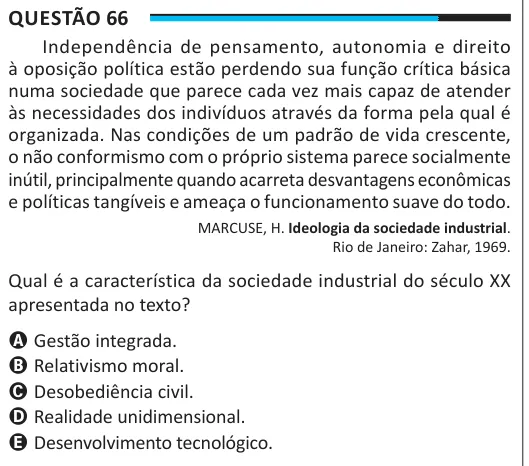 QUESTÃO 66
Independência de pensamento, autonomia e direito
à oposição política estão perdendo sua função crítica básica
numa sociedade que parece cada vez mais capaz de atender
às necessidades dos indivíduos através da forma pela qual é
organizada. Nas condições de um padrão de vida crescente,
o não conformismo com o próprio sistema parece socialmente
inútil, principalmente quando acarreta desvantagens econômicas
e políticas tangíveis e ameaça o funcionamento suave do todo.
MARCUSE, H. Ideologia da sociedade industrial.
Rio de Janeiro: Zahar, 1969.
Qual é a característica da sociedade industrial do século XX
apresentada no texto?
A Gestão integrada.
B Relativismo moral.
C Desobediência civil.
D Realidade unidimensional.
E Desenvolvimento tecnológico.